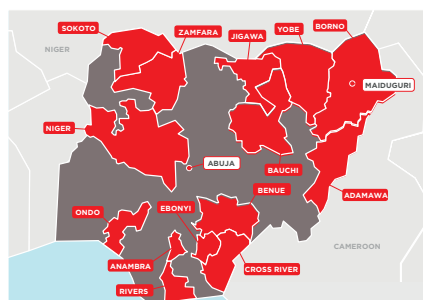 SOKOTO
ZAMFARA
JIGAWA
YOBE
BORNO
NIGER
MAIDUGURI
NIGER
ABUJA
BAUCHI
BENUE
ADAMAWA
EBONYI
ONDO
CAMEROON
ANAMBRA
CROSS RIVER
RIVERS